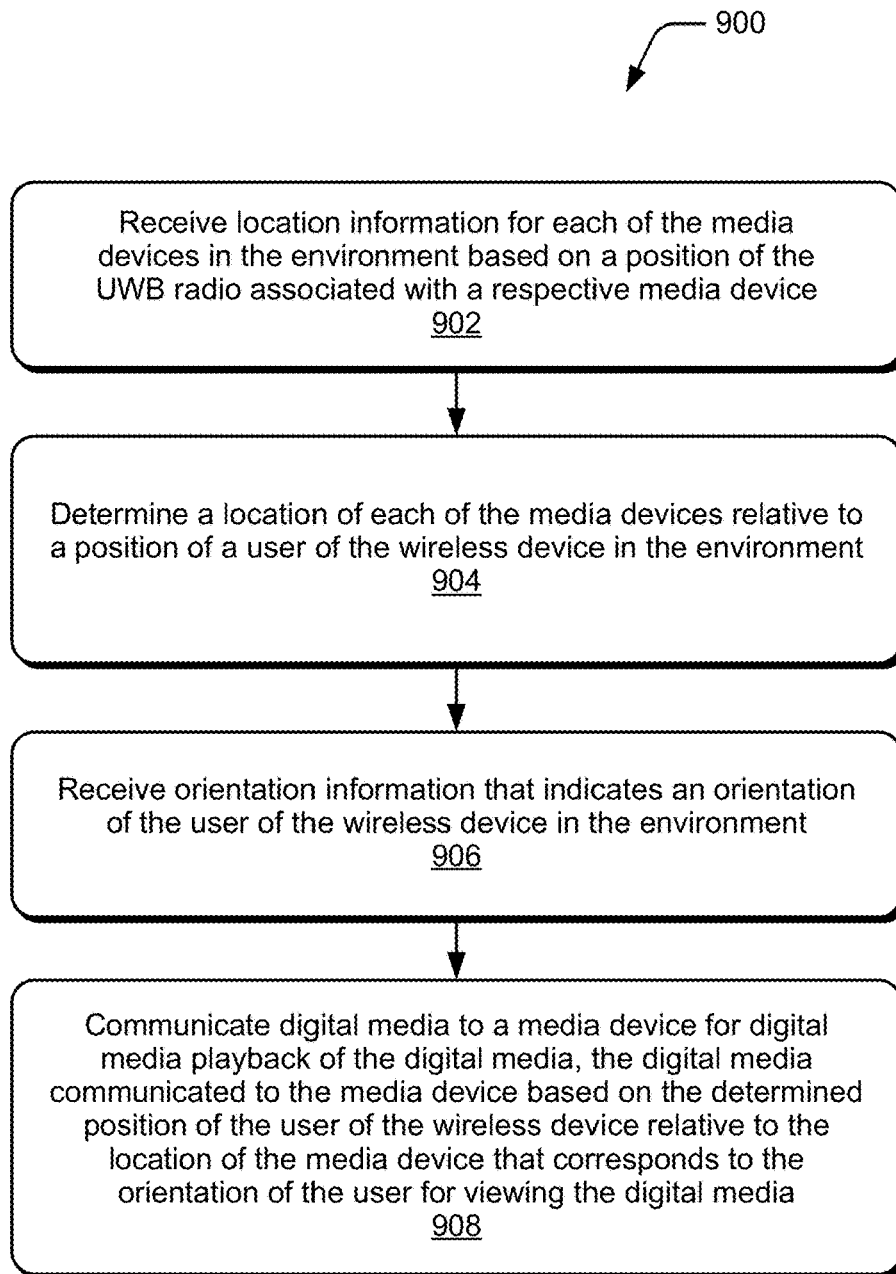 900
Receive location information for each of the media
devices in the environment based on a position of the
UWB radio associated with a respective media device
902
Determine a location of each of the media devices relative to
a position of a user of the wireless device in the environment
904
Receive orientation information that indicates an orientation
of the user of the wireless device in the environment
906
Communicate digital media to a media device for digital
media playback of the digital media, the digital media
communicated to the media device based on the determined
position of the user of the wireless device relative to the
location of the media device that corresponds to the
orientation of the user for viewing the digital media
908